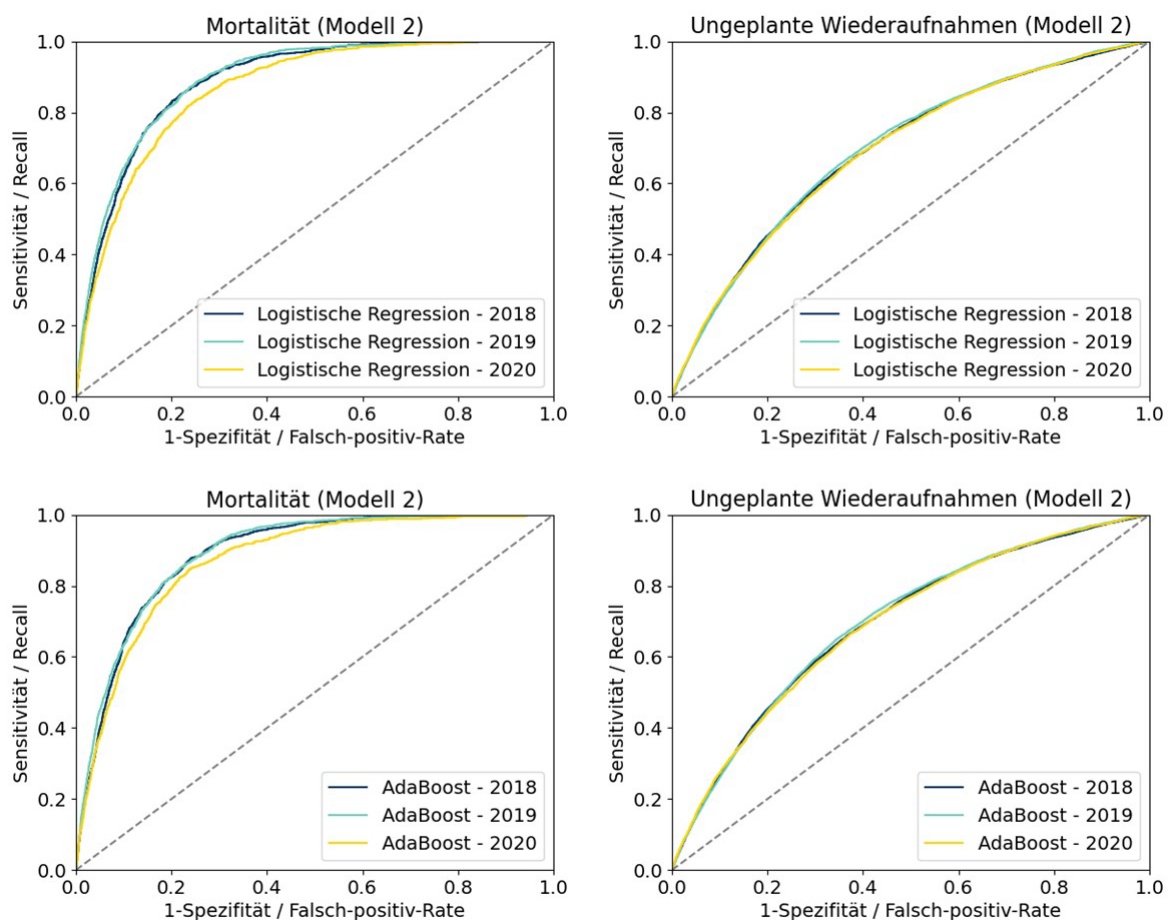 Mortalität (Modell 2)
1.0
0.8
0.6
0.4
0.2
0.0
Sensitivität / Recall
Logistische Regression - 2018
Logistische Regression - 2019
Logistische Regression - 2020
0.0 0.2 0.4 0.6 0.8 1.0
1-Spezifität / Falsch-positiv-Rate
Ungeplante Wiederaufnahmen (Modell 2)
1.0
0.8
0.6
0.4
0.2
0.0
Sensitivität / Recall
Logistische Regression - 2018
Logistische Regression - 2019
Logistische Regression - 2020
0.0 0.2 0.4 0.6 0.8 1.0
1-Spezifität / Falsch-positiv-Rate
Mortalität (Modell 2)
1.0
0.8
0.6
0.4
0.2
0.0
Sensitivität / Recall
AdaBoost - 2018
AdaBoost - 2019
AdaBoost - 2020
0.0 0.2 0.4 0.6 0.8 1.0
1-Spezifität / Falsch-positiv-Rate
Ungeplante Wiederaufnahmen (Modell 2)
1.0
0.8
0.6
0.4
0.2
0.0
Sensitivität / Recall
AdaBoost - 2018
AdaBoost - 2019
AdaBoost - 2020
0.0 0.2 0.4 0.6 0.8 1.0
1-Spezifität / Falsch-positiv-Rate